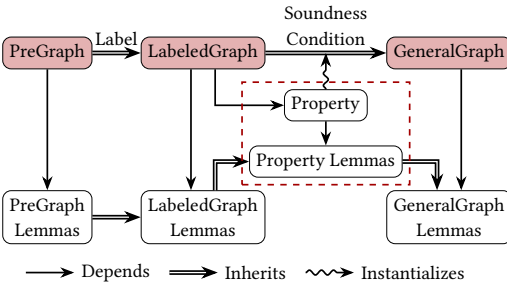 Soundness
Condition
Label
PreGraph
LabeledGraph
GeneralGraph
Property
Property Lemmas
PreGraph
Lemmas
LabeledGraph
Lemmas
GeneralGraph
Lemmas
Depends
Inherits
Instantializes